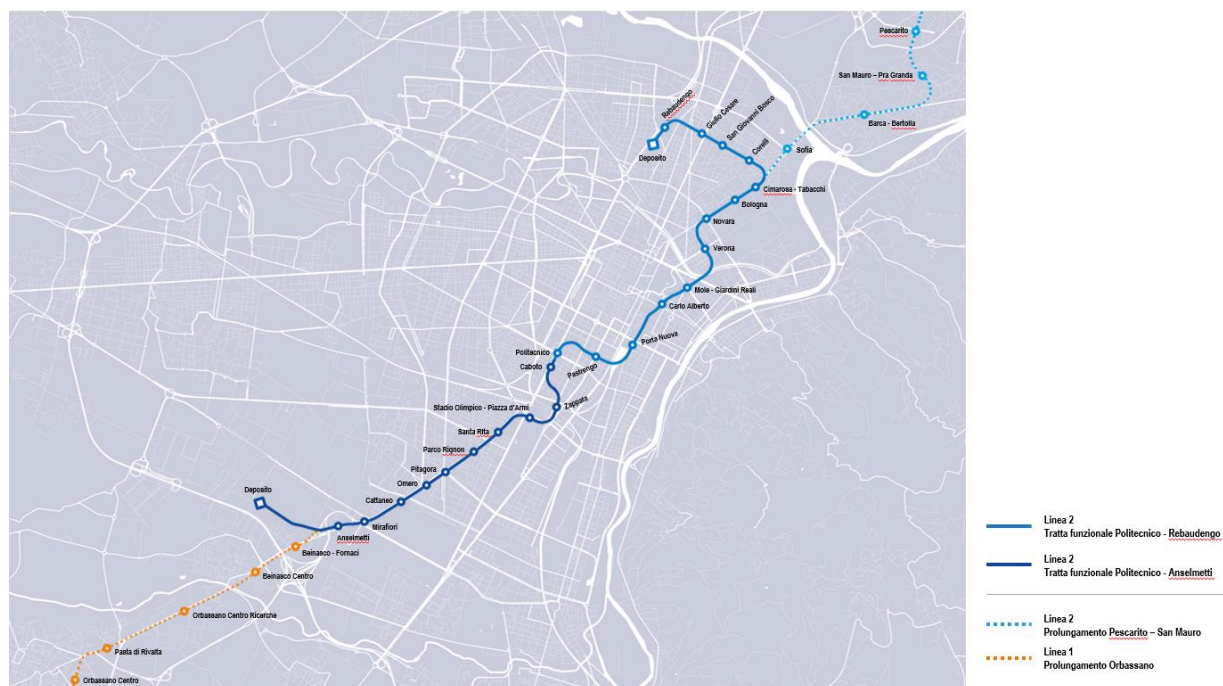 Pescarito
San Mauro – Pra Granda
Barca - Bertolla
Sofia
Rebaudengo
Giulio Cesare
San Giovanni Bosco
Corelli
Deposito
Cimarosa - Tabacchi
Bologna
Novara
Verona
Mole - Giardini Reali
Carlo Alberto
Porta Nuova
Pastrengo
Politecnico
Caboto
Zappata
Stadio Olimpico - Piazza d'Armi
Santa Rita
Parco Rignon
Pitagora
Omero
Cattaneo
Mirafiori
Anselmetti
Deposito
Beinasco - Fornaci
Beinasco Centro
Orbassano Centro Ricerche
Pasta di Rivalta
Orbassano Centro
Linea 2
Tratta funzionale Politecnico - Rebaudengo
Linea 2
Tratta funzionale Politecnico - Anselmetti
Linea 2
Prolungamento Pescarito – San Mauro
Linea 1
Prolungamento Orbassano